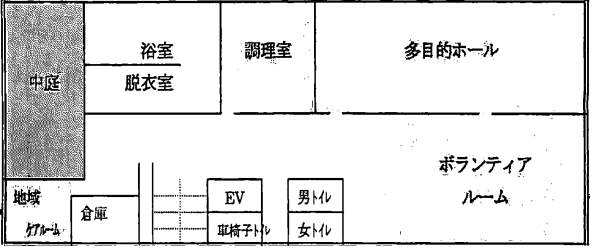 浴室
調理室
多目的ホール
中庭
脱衣室
ボランティア
ルーム
地域
ケアルーム
倉庫
EV
男トイレ
車椅子トイレ
女トイレ